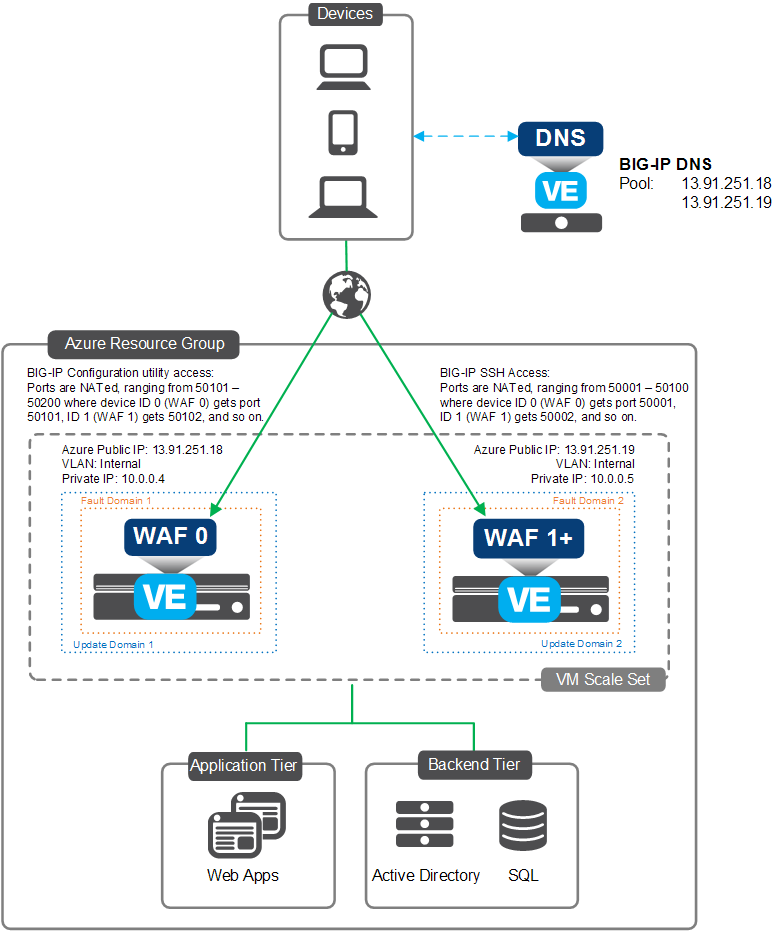 Devices
DNS
VE
BIG-IP DNS
Pool: 13.91.251.18
13.91.251.19
Azure Resource Group
BIG-IP Configuration utility access:
Ports are NATed, ranging from 50101 –
50200 where device ID 0 (WAF 0) gets port
50101, ID 1 (WAF 1) gets 50102, and so on.
BIG-IP SSH Access:
Ports are NATed, ranging from 50001 – 50100
where device ID 0 (WAF 0) gets port 50001,
ID 1 (WAF 1) gets 50002, and so on.
Azure Public IP: 13.91.251.18
VLAN: Internal
Private IP: 10.0.0.4
Azure Public IP: 13.91.251.19
VLAN: Internal
Private IP: 10.0.0.5
Fault Domain 1
WAF 0
VE
Update Domain 1
Fault Domain 2
WAF 1+
VE
Update Domain 2
VM Scale Set
Application Tier
Web Apps
Backend Tier
Active Directory
SQL